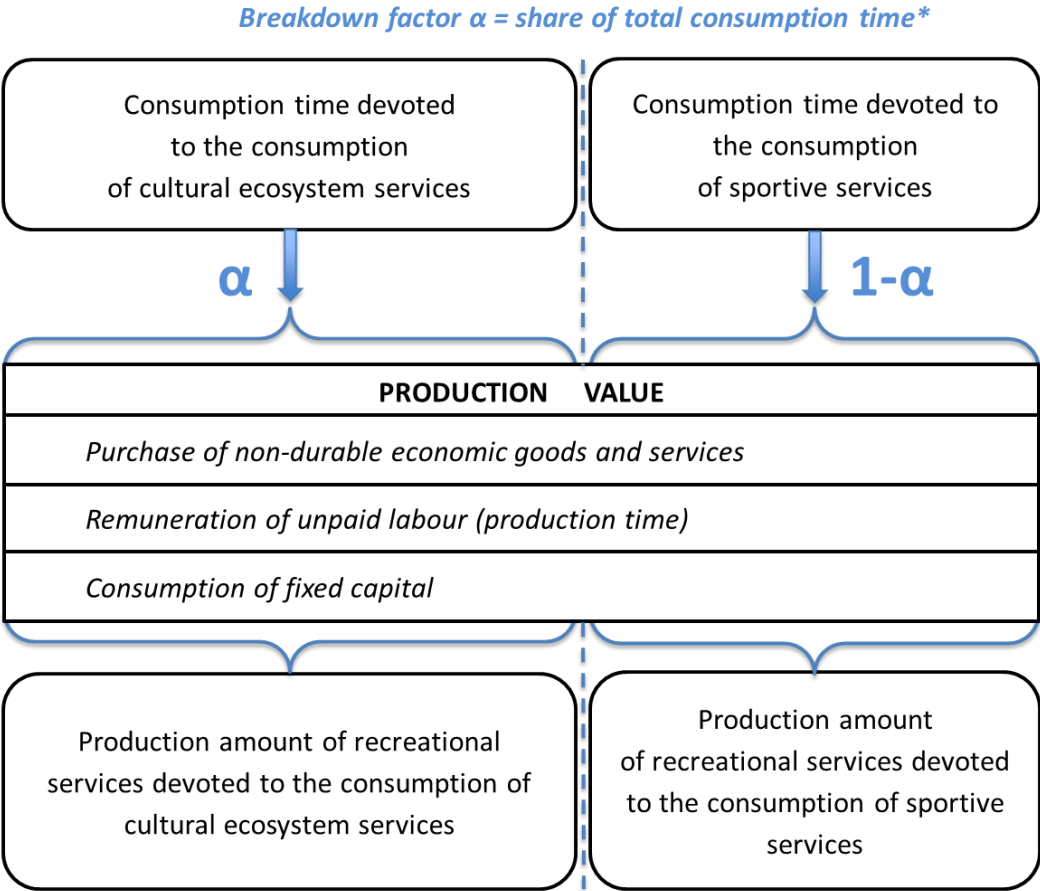 Breakdown factor α = share of total consumption time*
Consumption time devoted
to the consumption
of cultural ecosystem services
Consumption time devoted to
the consumption
of sportive services
α
1-α
PRODUCTION VALUE
Purchase of non-durable economic goods and services
Remuneration of unpaid labour (production time)
Consumption of fixed capital
Production amount of recreational
services devoted to the consumption of
cultural ecosystem services
Production amount
of recreational services devoted
to the consumption of sportive
services